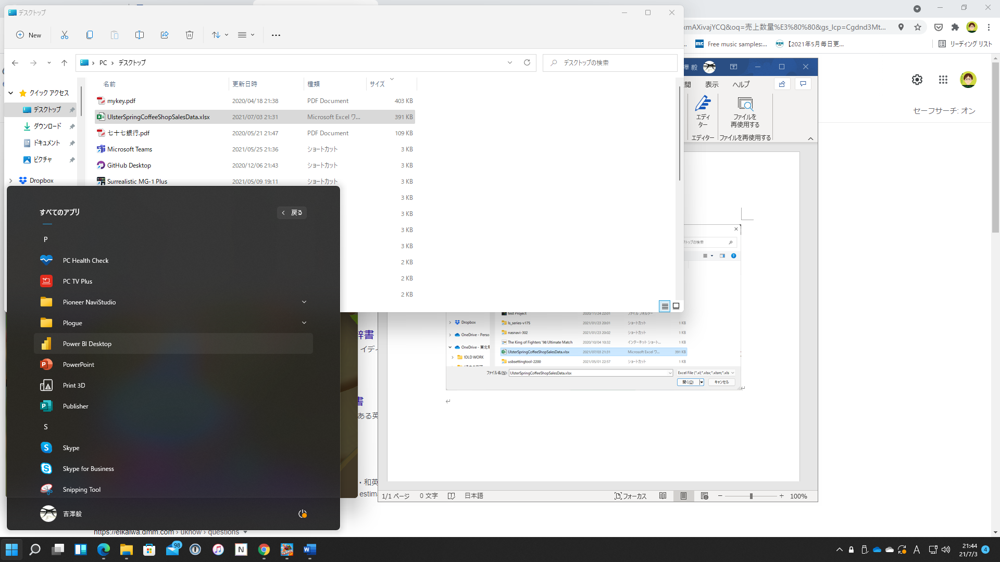 デスクトップ
New
xmAXivajYCQ&oq=売上数量%E3%80%80&gs_lcp=Cgdnd3Mt...
Free music samples:...
【2021年5月毎日更...
リーディング リスト
PC
デスクトップ
デスクトップの検索
名前 更新日時 種類 サイズ
クイック アクセス
デスクトップ
ダウンロード
ドキュメント
ピクチャ
Dropbox
mykey.pdf 2020/04/18 21:38 PDF Document 403 KB
UlsterSpringCoffeeShopSalesData.xlsx 2021/07/03 21:31 Microsoft Excel ワ... 391 KB
七十七銀行.pdf 2020/05/21 21:47 PDF Document 109 KB
Microsoft Teams 2021/05/25 21:36 ショートカット 3 KB
GitHub Desktop 2020/12/06 21:43 ショートカット 3 KB
Surrealistic MG-1 Plus 2021/05/09 19:11 ショートカット 3 KB
3 KB
3 KB
3 KB
3 KB
2 KB
2 KB
2 KB
澤 毅
閲 表示 ヘルプ
エディ
ター
ファイルを
再使用する
エディター ファイルを再使用する
セーフサーチ: オン
すべてのアプリ
戻る
P
PC Health Check
PC TV Plus
Pioneer NaviStudio
Plogue
Power BI Desktop
PowerPoint
Print 3D
Publisher
S
Skype
Skype for Business
Snipping Tool
吉澤毅
トップの検索
test Project 2020/11/24 22:01 ファイル フォルダー
Dropbox
ls_series-v175 2021/01/23 20:01 ショートカット 1 KB
OneDrive - Perso
nasnavi-302 2021/01/23 20:02 ショートカット 1 KB
The King of Fighters '98 Ultimate Match 2020/10/04 10:32 インターネット ショート... 1 KB
OneDrive - 東北
UlsterSpringCoffeeShopSalesData.xlsx 2021/07/03 21:31 Microsoft Excel ワ... 391 KB
!OLD WORK
usbsettingtool-2200 2021/05/01 22:57 ショートカット 1 KB
ファイル名(N): UlsterSpringCoffeeShopSalesData.xlsx
Excel File (*.xl;*.xlsx;*.xlsm;*.xls
開く(O) キャンセル
辞書
イディ
書
ある英
・和英
estim
1/1 ページ 0 文字 日本語 フォーカス 100%
https://eikaiwa.dmm.com › uknow › questions
98
A
21:44
21/7/3
4